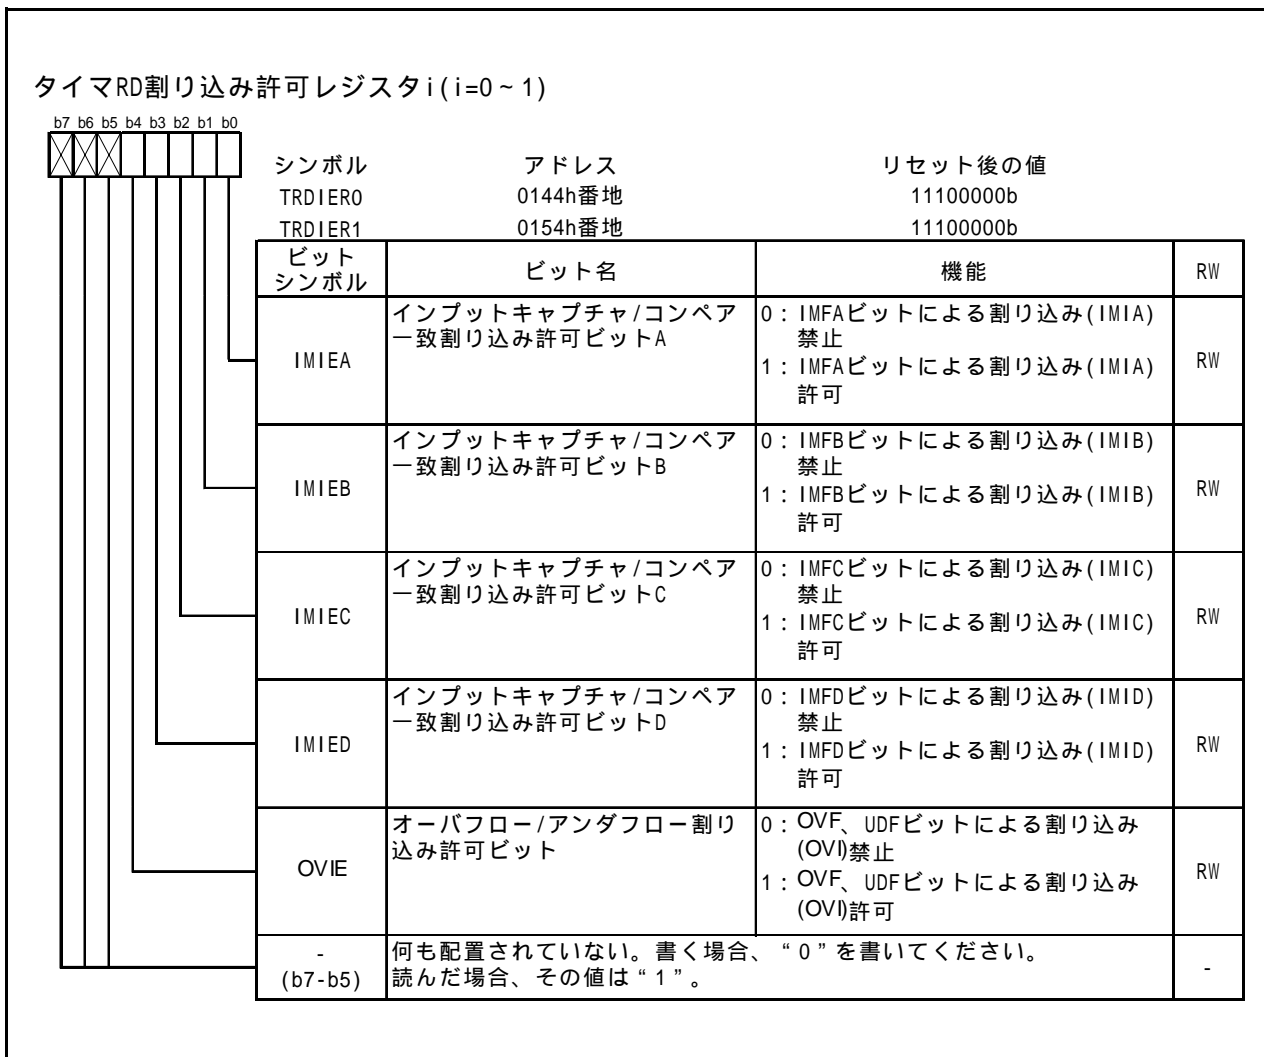 タイマRD割り込み許可レジスタi(i=0~1)
b7 b6 b5 b4 b3 b2 b1 b0
シンボル アドレス リセット後の値
TRDIER0 0144h番地 11100000b
TRDIER1 0154h番地 11100000b
ビット
シンボル
ビット名
機能
RW
IMIEA
インプットキャプチャ/コンペア
一致割り込み許可ビットA
0:IMFAビットによる割り込み(IMIA)
禁止
1:IMFAビットによる割り込み(IMIA)
許可
RW
IMIEB
インプットキャプチャ/コンペア
一致割り込み許可ビットB
0:IMFBビットによる割り込み(IMIB)
禁止
1:IMFBビットによる割り込み(IMIB)
許可
RW
IMIEC
インプットキャプチャ/コンペア
一致割り込み許可ビットC
0:IMFCビットによる割り込み(IMIC)
禁止
1:IMFCビットによる割り込み(IMIC)
許可
RW
IMIED
インプットキャプチャ/コンペア
一致割り込み許可ビットD
0:IMFDビットによる割り込み(IMID)
禁止
1:IMFDビットによる割り込み(IMID)
許可
RW
OVIE
オーバフロー/アンダフロー割り
込み許可ビット
0:OVF、UDFビットによる割り込み
(OVI)禁止
1:OVF、UDFビットによる割り込み
(OVI)許可
RW
-
(b7-b5)
何も配置されていない。書く場合、“0”を書いてください。
読んだ場合、その値は“1”。
-